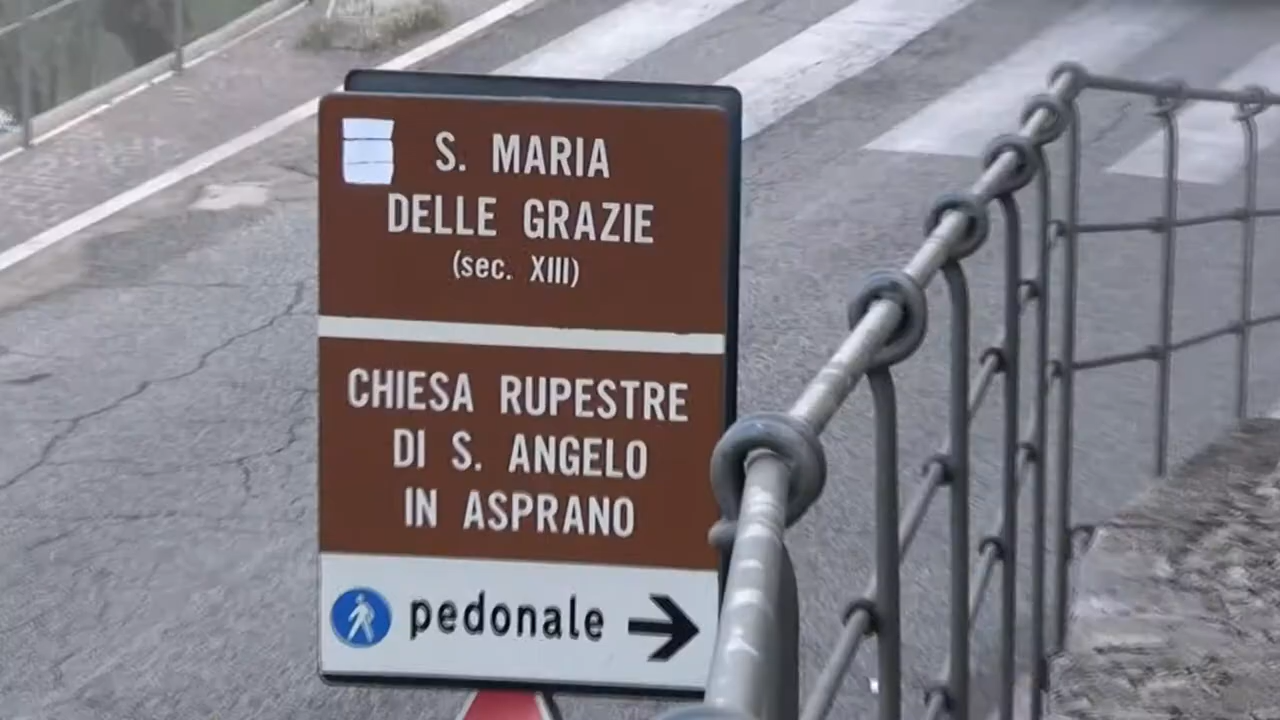 S. MARIA
DELLE GRAZIE
(sec. XIII)
CHIESA RUPESTRE
DI S. ANGELO
IN ASPRANO
pedonale